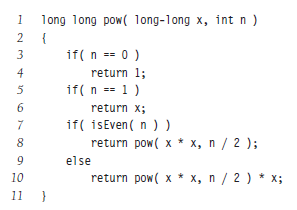 1 long long pow( long-long x, int n )
2 {
3 if( n == 0 )
4 return 1;
5 if( n == 1 )
6 return x;
7 if( isEven( n ) )
8 return pow( x * x, n / 2 );
9 else
10 return pow( x * x, n / 2 ) * x;
11 }